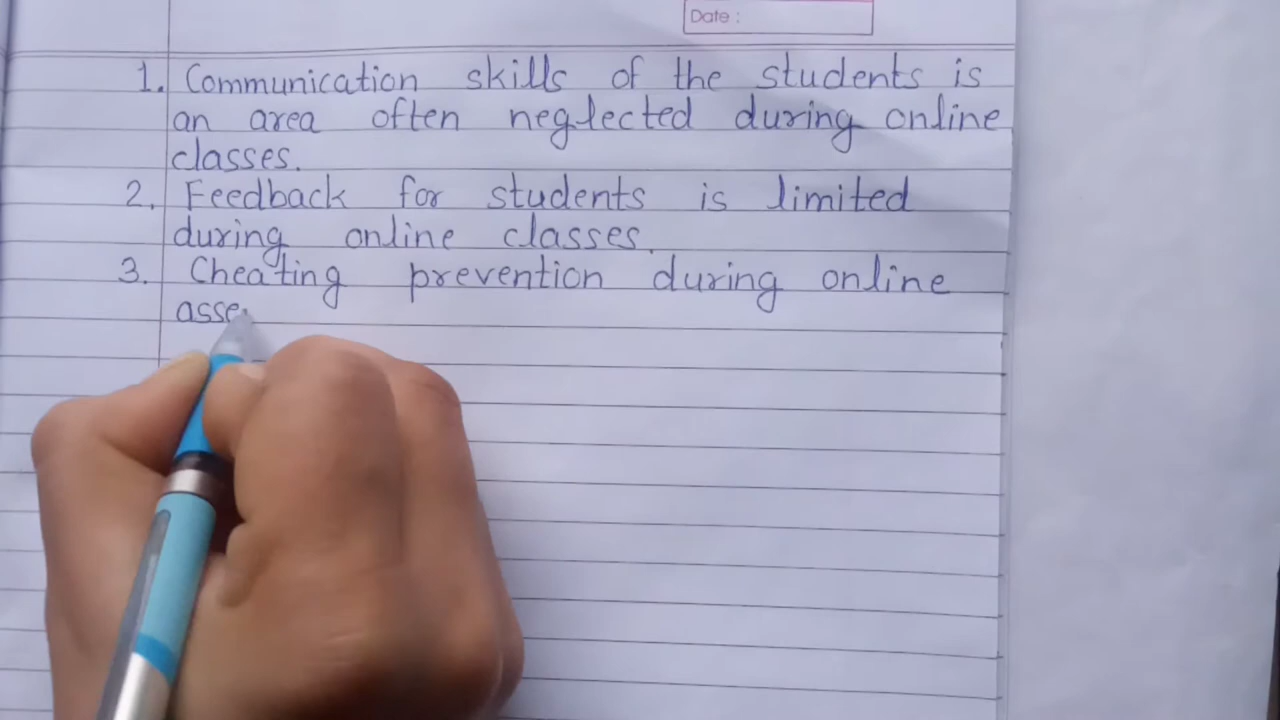 Date :
1. Communication skills of the students is
an area often neglected during online
classes.
2. Feedback for students is limited
during online classes.
3. Cheating prevention during online